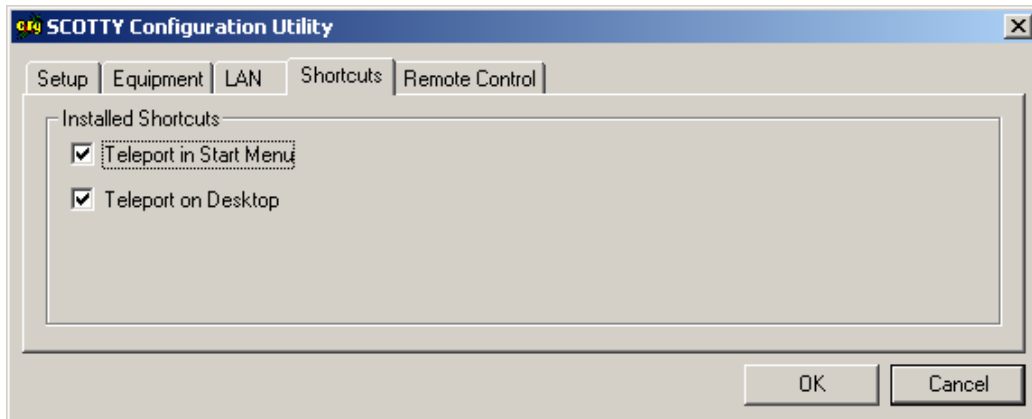 cfg SCOTTY Configuration Utility
Setup Equipment LAN Shortcuts Remote Control
Installed Shortcuts
Teleport in Start Menu
Teleport on Desktop
OK Cancel